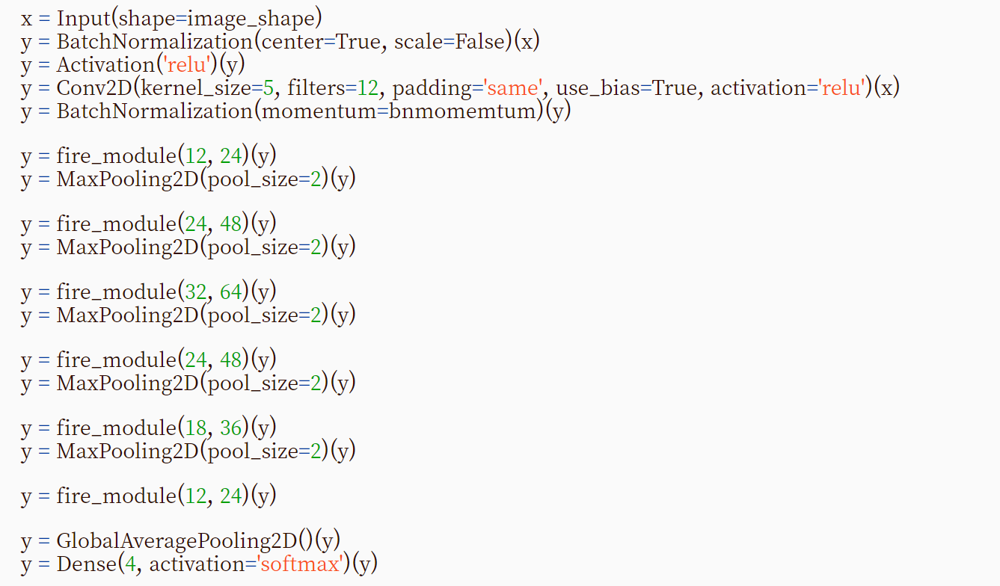 x = Input(shape=image_shape)
y = BatchNormalization(center=True, scale=False)(x)
y = Activation('relu')(y)
y = Conv2D(kernel_size=5, filters=12, padding='same', use_bias=True, activation='relu')(x)
y = BatchNormalization(momentum=bnmomemtum)(y)
y = fire_module(12, 24)(y)
y = MaxPooling2D(pool_size=2)(y)
y = fire_module(24, 48)(y)
y = MaxPooling2D(pool_size=2)(y)
y = fire_module(32, 64)(y)
y = MaxPooling2D(pool_size=2)(y)
y = fire_module(24, 48)(y)
y = MaxPooling2D(pool_size=2)(y)
y = fire_module(18, 36)(y)
y = MaxPooling2D(pool_size=2)(y)
y = fire_module(12, 24)(y)
y = GlobalAveragePooling2D()(y)
y = Dense(4, activation='softmax')(y)